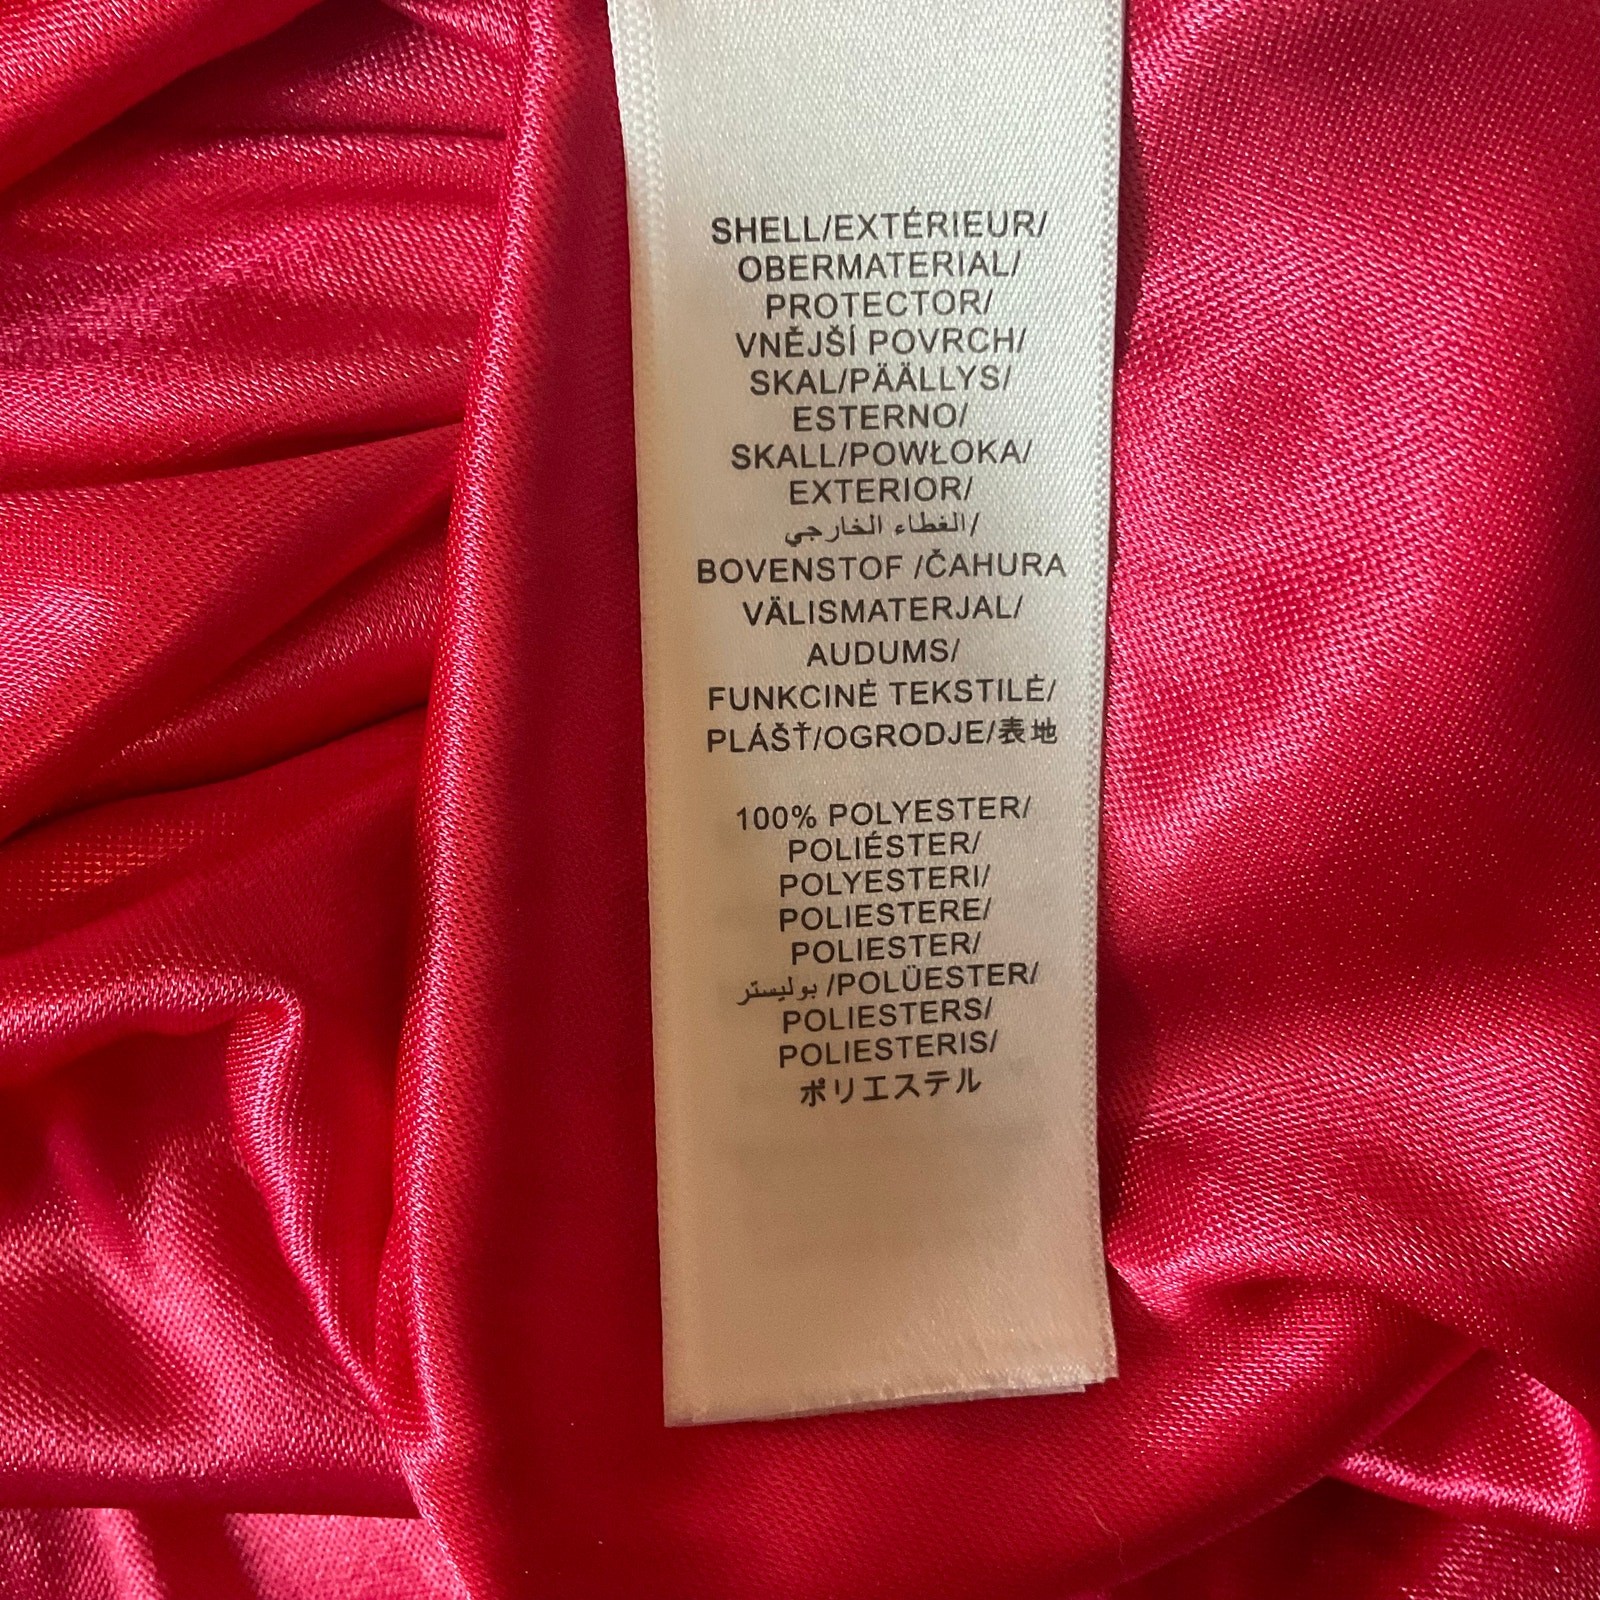 SHELL/EXTÉRIEUR/
OBERMATERIAL/
PROTECTOR/
VNĚJŠÍ POVRCH/
SKAL/PÄÄLLYS/
ESTERNO/
SKALL/POWŁOKA/
EXTERIOR/
الغطاء الخارجي/
BOVENSTOF /ČAHURA
VÄLISMATERJAL/
AUDUMS/
FUNKCINĖ TEKSTILĖ/
PLÁŠŤ/OGRODJE/表地
100% POLYESTER/
POLIÉSTER/
POLYESTERI/
POLIESTERE/
POLIESTER/
بوليستر /POLÜESTER/
POLIESTERS/
POLIESTERIS/
ポリエステル